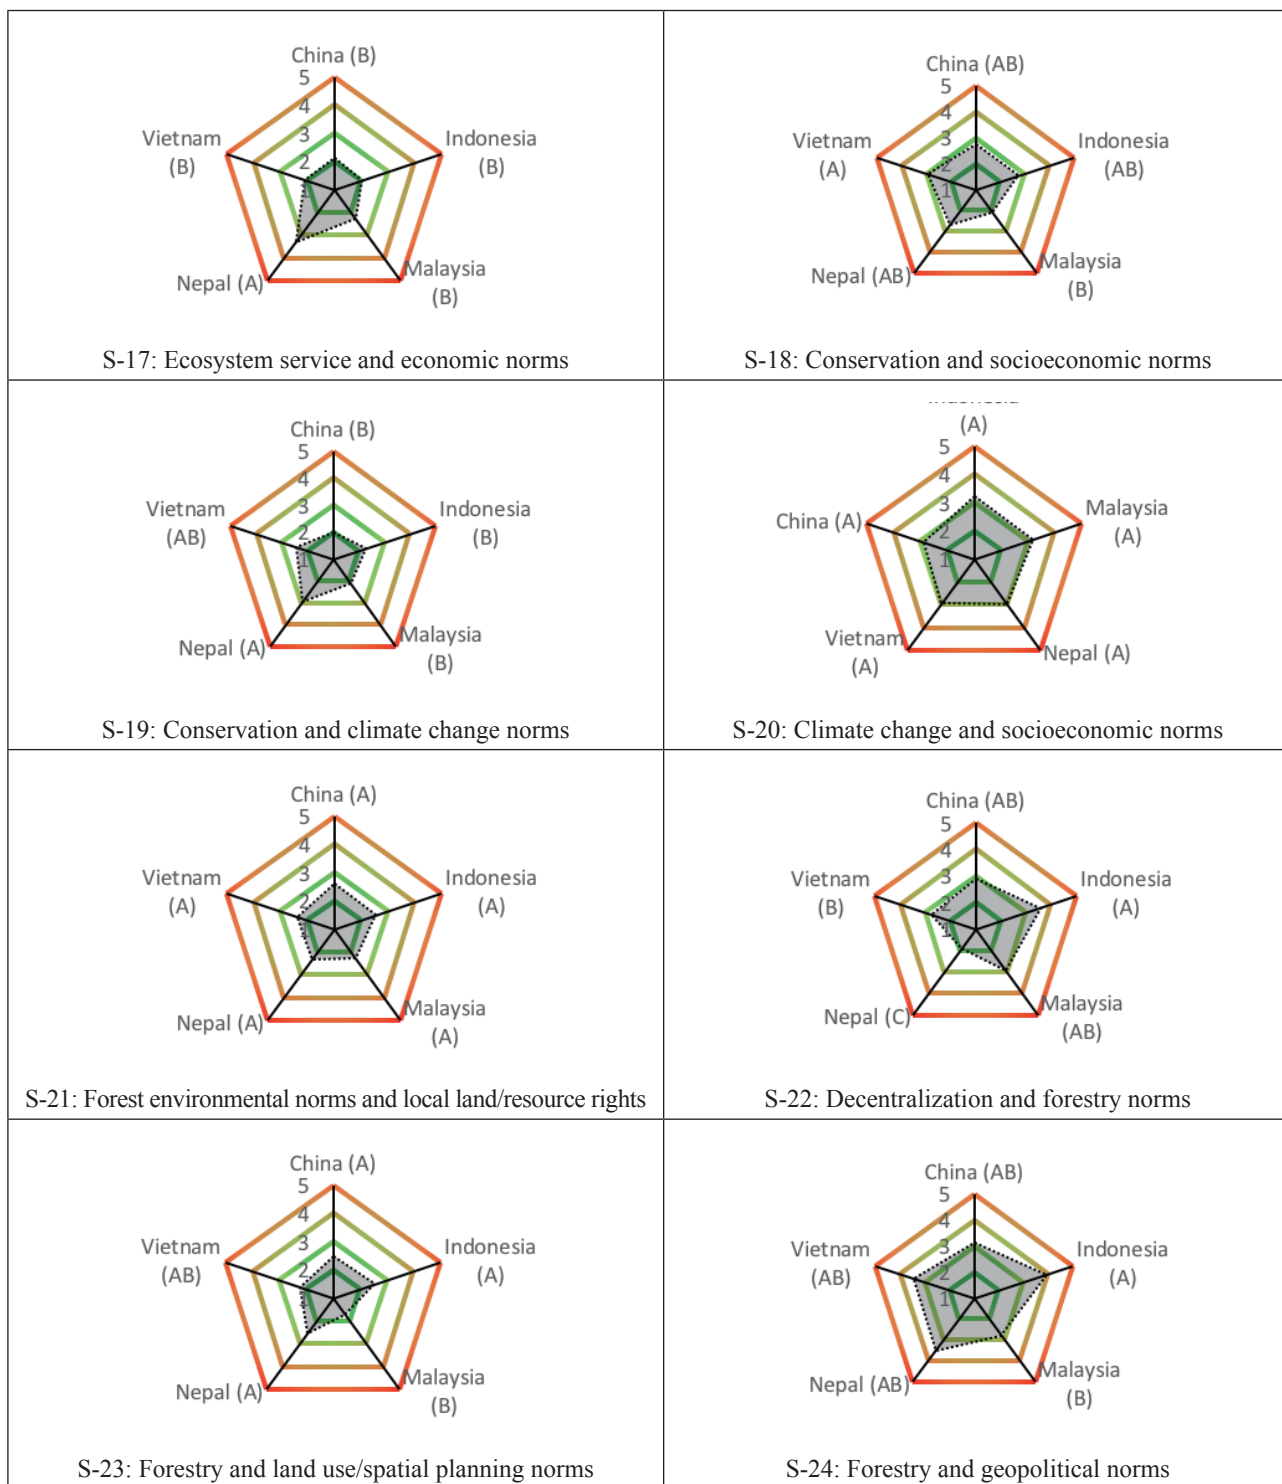 China (B)
5
4
3
2
1
Vietnam
(B)
Indonesia
(B)
Nepal (A)
Malaysia
(B)
S-17: Ecosystem service and economic norms
China (AB)
5
4
3
2
1
Vietnam
(A)
Indonesia
(AB)
Nepal (AB)
Malaysia
(B)
S-18: Conservation and socioeconomic norms
China (B)
5
4
3
2
1
Vietnam
(AB)
Indonesia
(B)
Nepal (A)
Malaysia
(B)
S-19: Conservation and climate change norms
(A)
5
4
3
2
1
China (A)
Malaysia
(A)
Vietnam
(A)
Nepal (A)
S-20: Climate change and socioeconomic norms
China (A)
5
4
3
2
1
Vietnam
(A)
Indonesia
(A)
Nepal (A)
Malaysia
(A)
S-21: Forest environmental norms and local land/resource rights
China (AB)
5
4
3
2
1
Vietnam
(B)
Indonesia
(A)
Nepal (C)
Malaysia
(AB)
S-22: Decentralization and forestry norms
China (A)
5
4
3
2
1
Vietnam
(AB)
Indonesia
(A)
Nepal (A)
Malaysia
(B)
S-23: Forestry and land use/spatial planning norms
China (AB)
5
4
3
2
1
Vietnam
(AB)
Indonesia
(A)
Nepal (AB)
Malaysia
(B)
S-24: Forestry and geopolitical norms